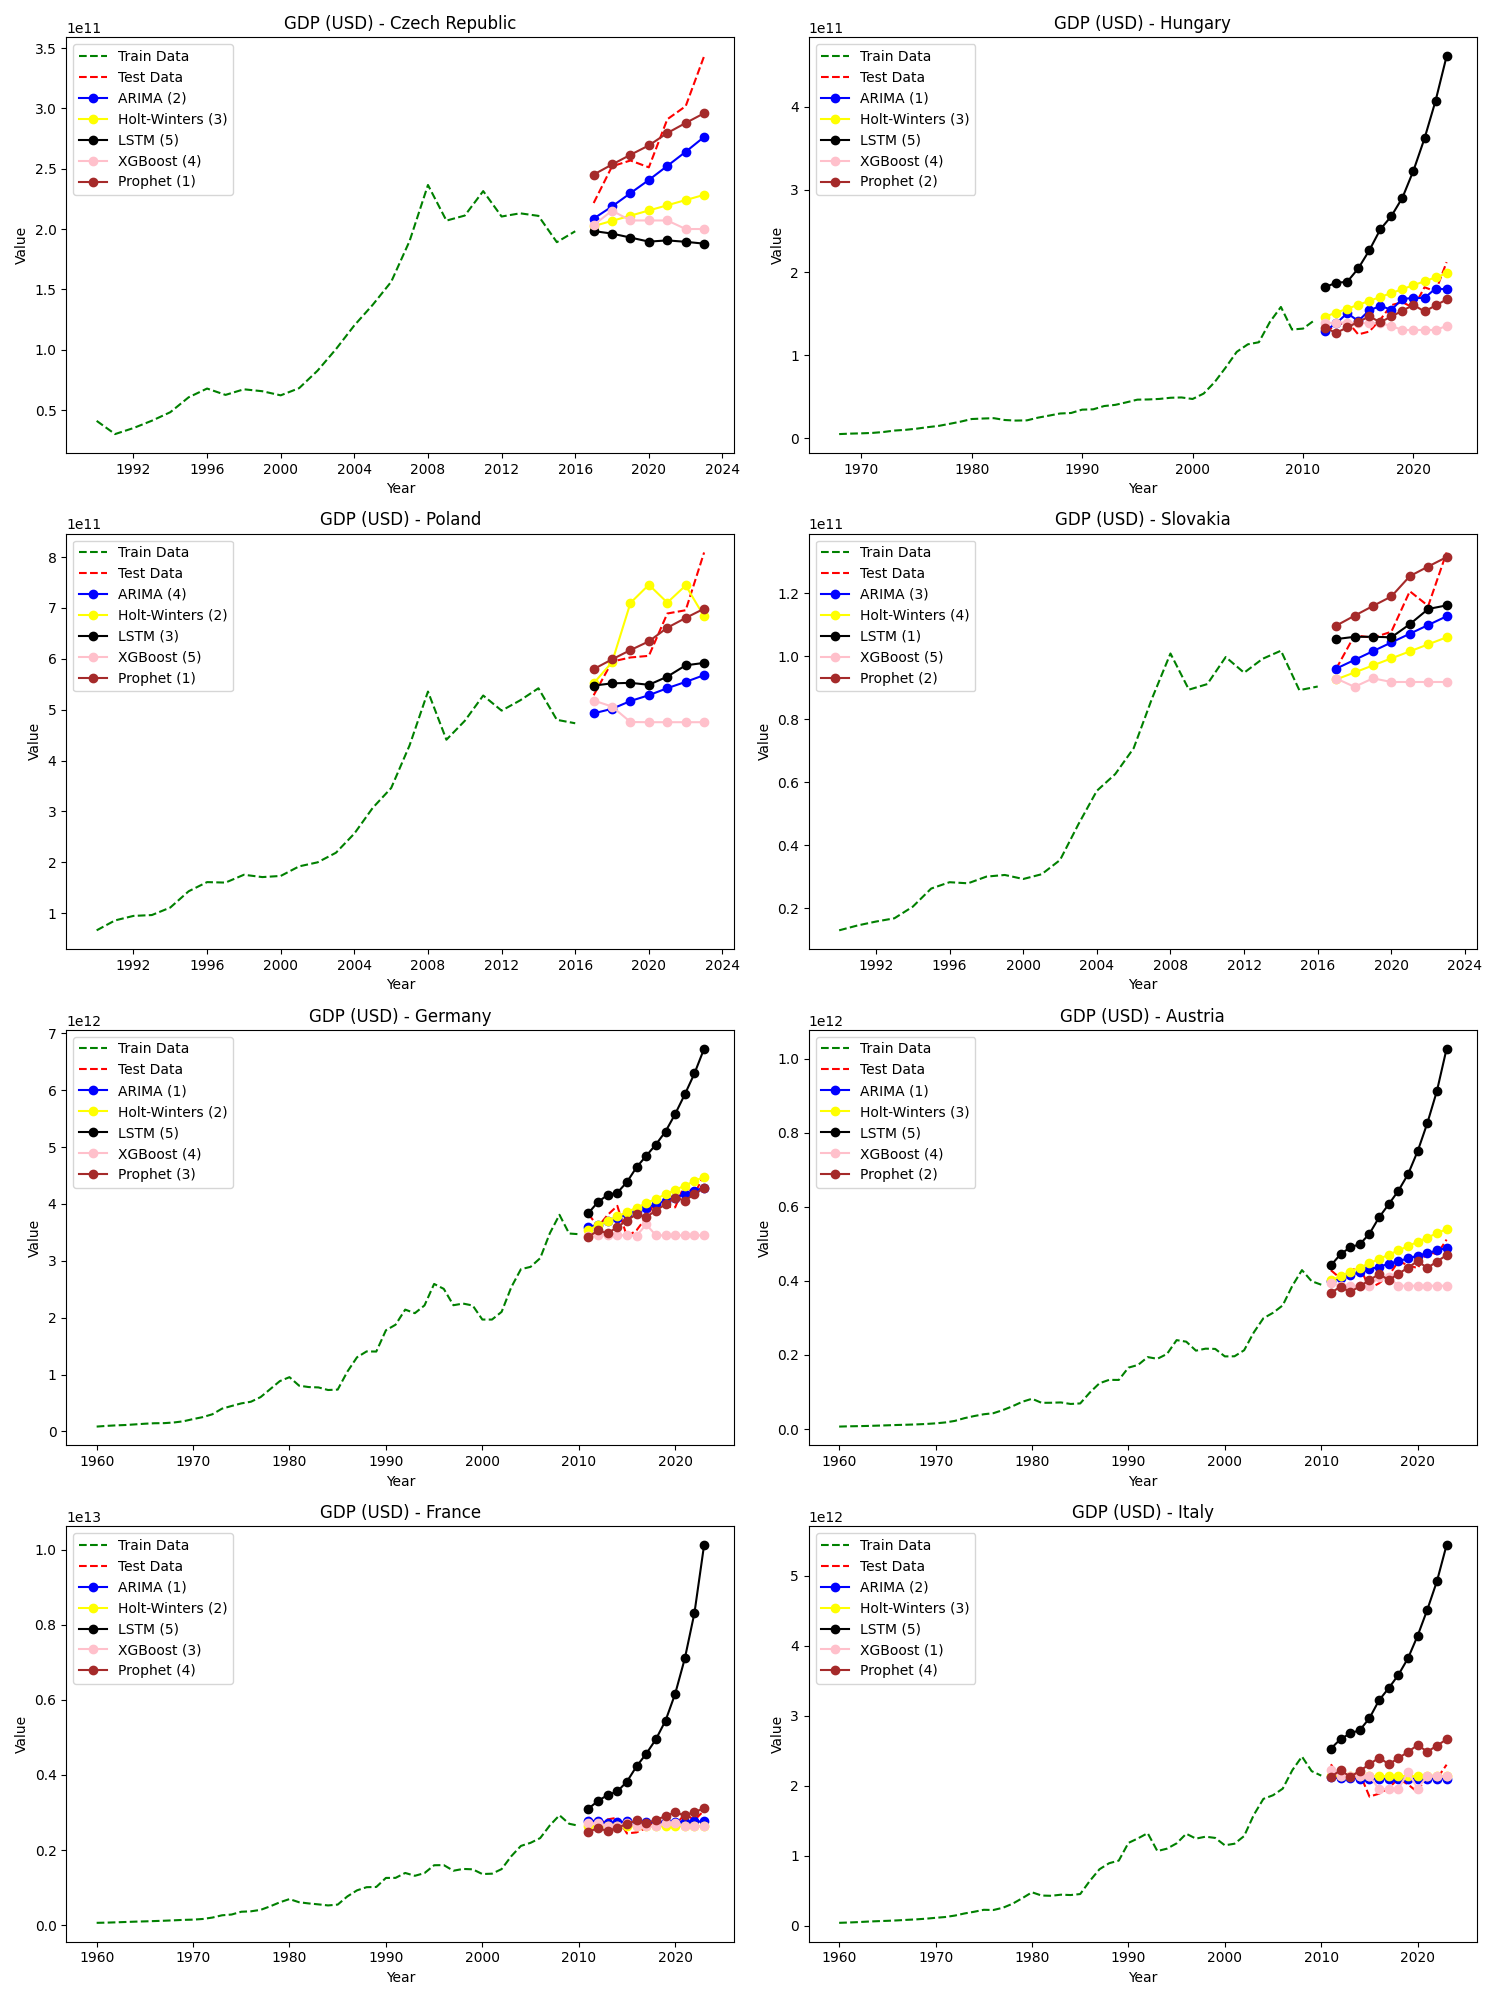 GDP (USD) - Czech Republic
1e11
3.5
3.0
2.5
2.0
1.5
1.0
0.5
Value
Train Data
Test Data
ARIMA (2)
Holt-Winters (3)
LSTM (5)
XGBoost (4)
Prophet (1)
1992 1996 2000 2004 2008 2012 2016 2020 2024
Year
GDP (USD) - Hungary
1e11
4
3
2
1
0
Value
Train Data
Test Data
ARIMA (1)
Holt-Winters (3)
LSTM (5)
XGBoost (4)
Prophet (2)
1970 1980 1990 2000 2010 2020
Year
GDP (USD) - Poland
1e11
8
7
6
5
4
3
2
1
Value
Train Data
Test Data
ARIMA (4)
Holt-Winters (2)
LSTM (3)
XGBoost (5)
Prophet (1)
1992 1996 2000 2004 2008 2012 2016 2020 2024
Year
GDP (USD) - Slovakia
1e11
1.2
1.0
0.8
0.6
0.4
0.2
Value
Train Data
Test Data
ARIMA (3)
Holt-Winters (4)
LSTM (1)
XGBoost (5)
Prophet (2)
1992 1996 2000 2004 2008 2012 2016 2020 2024
Year
GDP (USD) - Germany
1e12
7
6
5
4
3
2
1
0
Value
Train Data
Test Data
ARIMA (1)
Holt-Winters (2)
LSTM (5)
XGBoost (4)
Prophet (3)
1960 1970 1980 1990 2000 2010 2020
Year
GDP (USD) - Austria
1e12
1.0
0.8
0.6
0.4
0.2
0.0
Value
Train Data
Test Data
ARIMA (1)
Holt-Winters (3)
LSTM (5)
XGBoost (4)
Prophet (2)
1960 1970 1980 1990 2000 2010 2020
Year
GDP (USD) - France
1e13
1.0
0.8
0.6
0.4
0.2
0.0
Value
Train Data
Test Data
ARIMA (1)
Holt-Winters (2)
LSTM (5)
XGBoost (3)
Prophet (4)
1960 1970 1980 1990 2000 2010 2020
Year
GDP (USD) - Italy
1e12
5
4
3
2
1
0
Value
Train Data
Test Data
ARIMA (2)
Holt-Winters (3)
LSTM (5)
XGBoost (1)
Prophet (4)
1960 1970 1980 1990 2000 2010 2020
Year